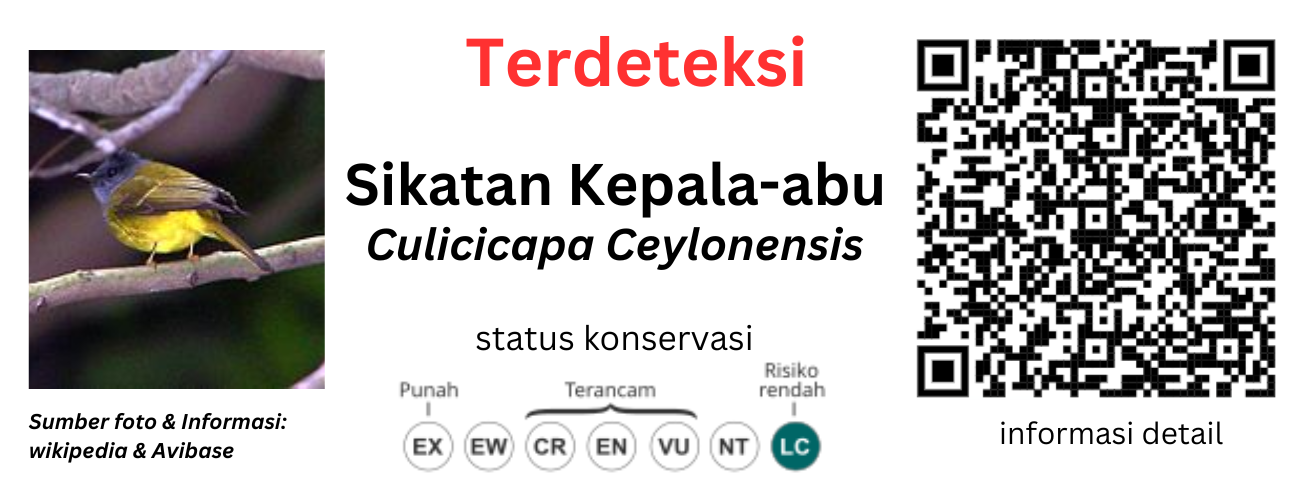 Terdeteksi
Sikatan Kepala-abu
Culicicapa Ceylonensis
status konservasi
Punah
Terancam
Risiko
rendah
EX EW CR EN VU NT LC
Sumber foto & Informasi:
wikipedia & Avibase
informasi detail